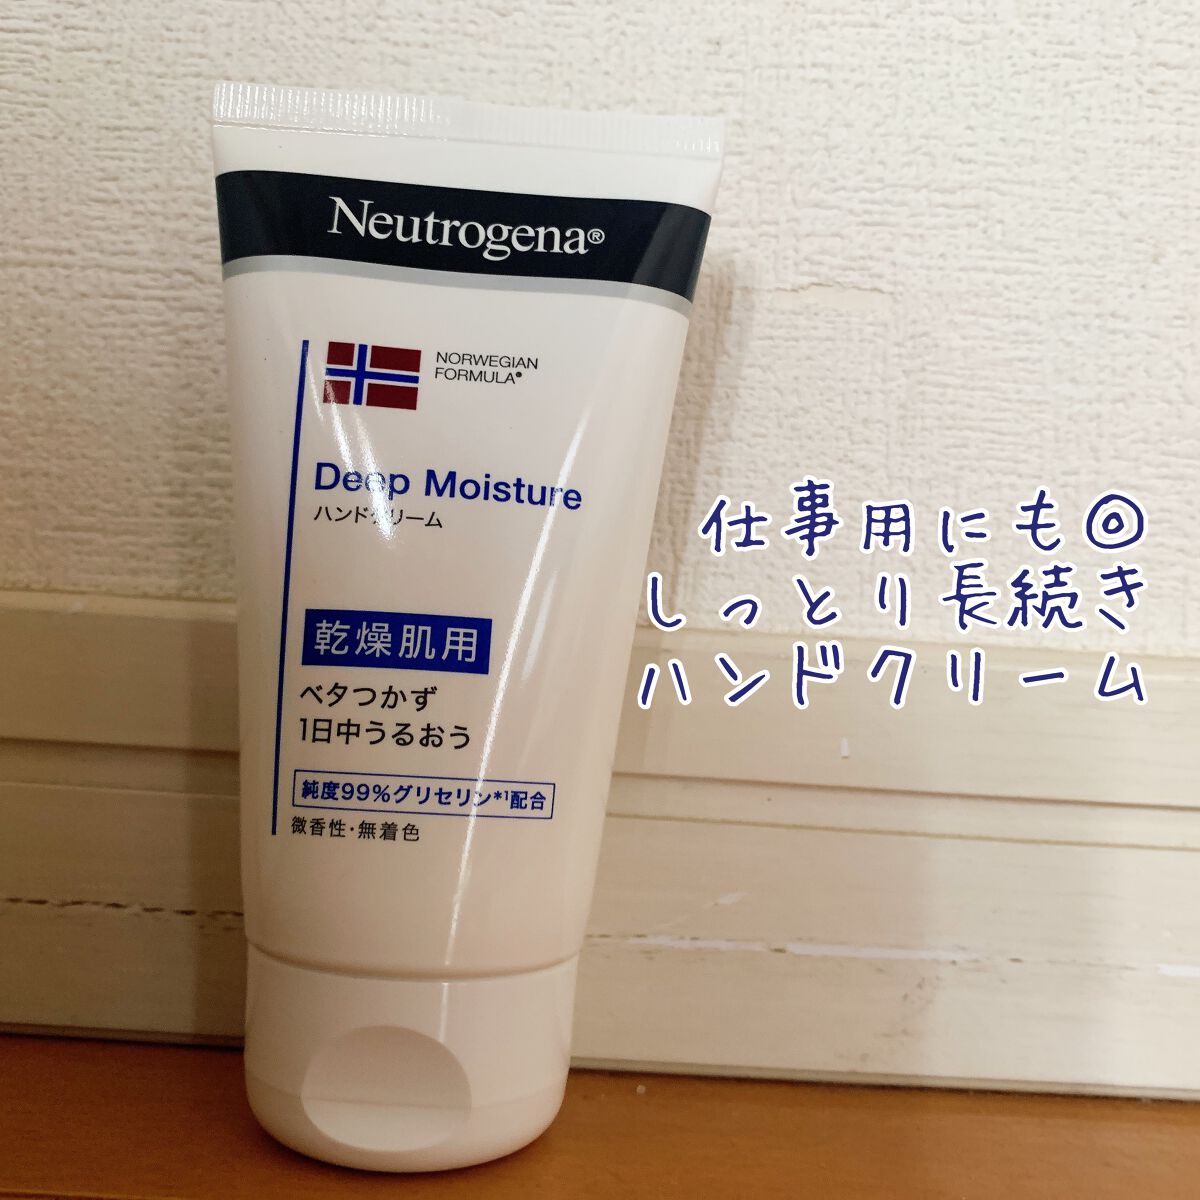 Neutrogena®
NORWEGIAN
FORMULA®
Deep Moisture
ハンドクリーム
乾燥肌用
ベタつかず
1日中うるおう
純度99%グリセリン*1配合
微香性・無着色
仕事用にも◎
しっとり長続き
ハンドクリーム